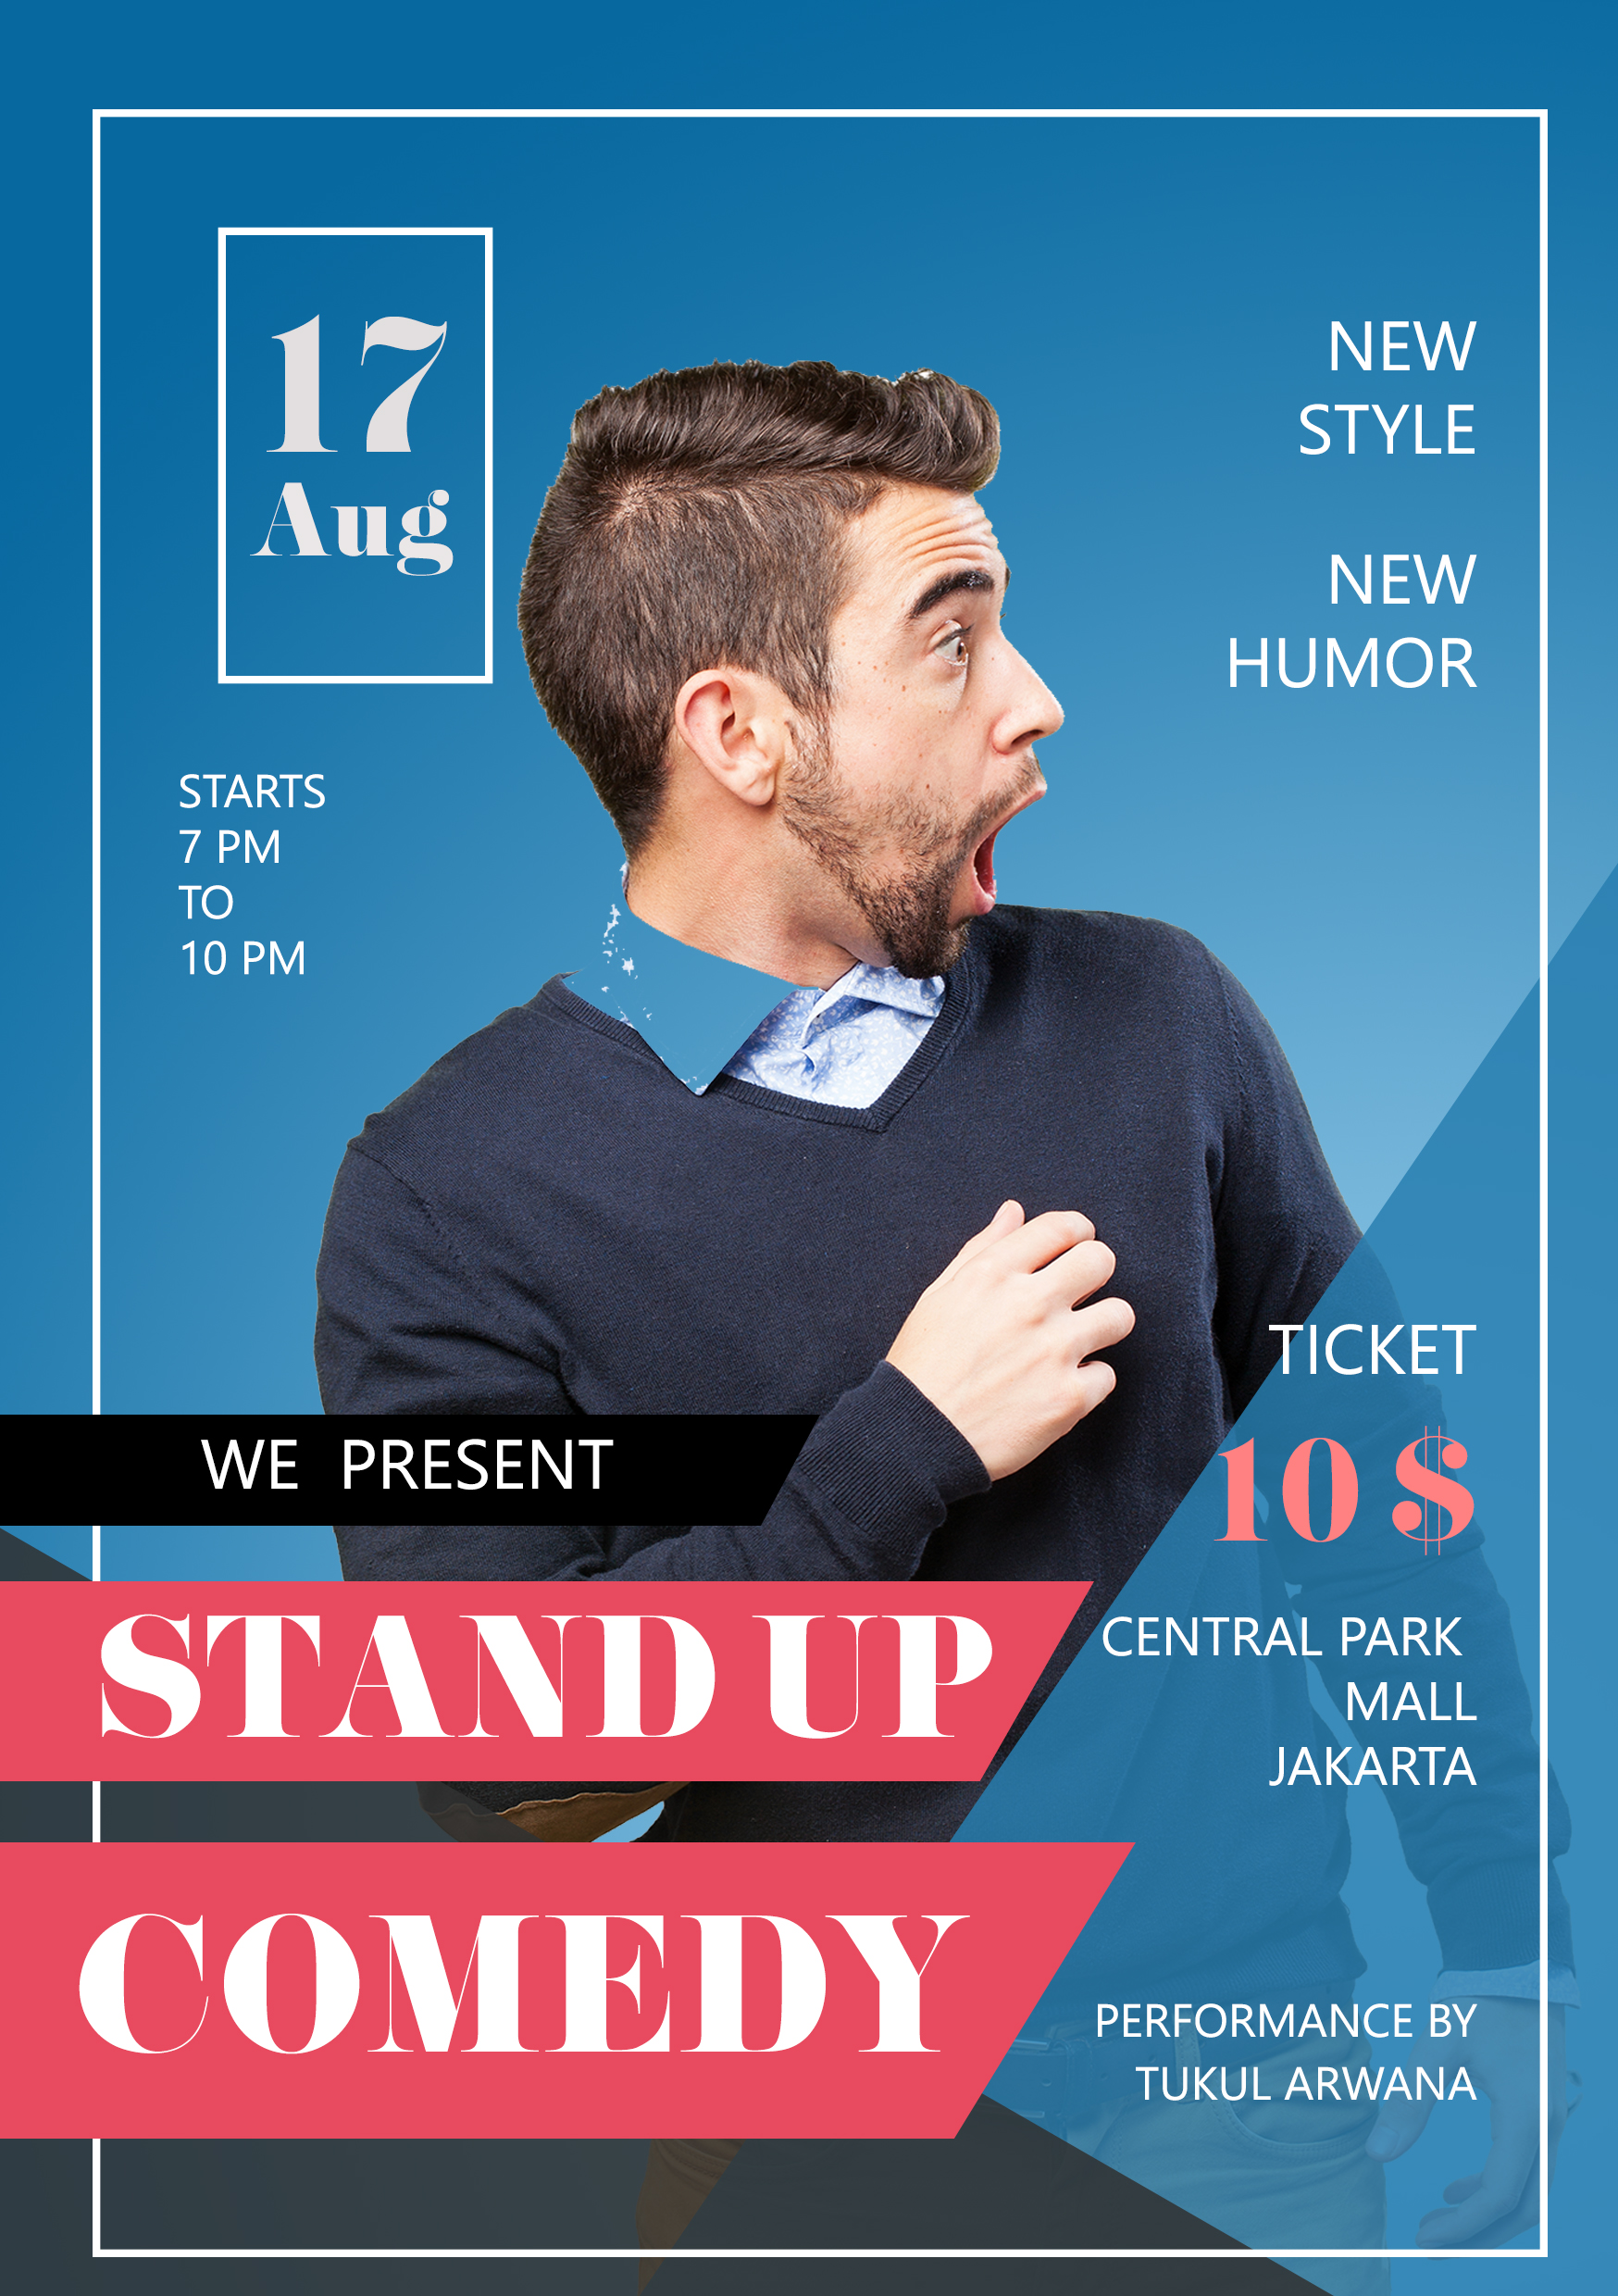 17
Aug
NEW
STYLE
NEW
HUMOR
STARTS
7 PM
TO
10 PM
TICKET
10 $
WE PRESENT
STAND UP
COMEDY
CENTRAL PARK
MALL
JAKARTA
PERFORMANCE BY
TUKUL ARWANA